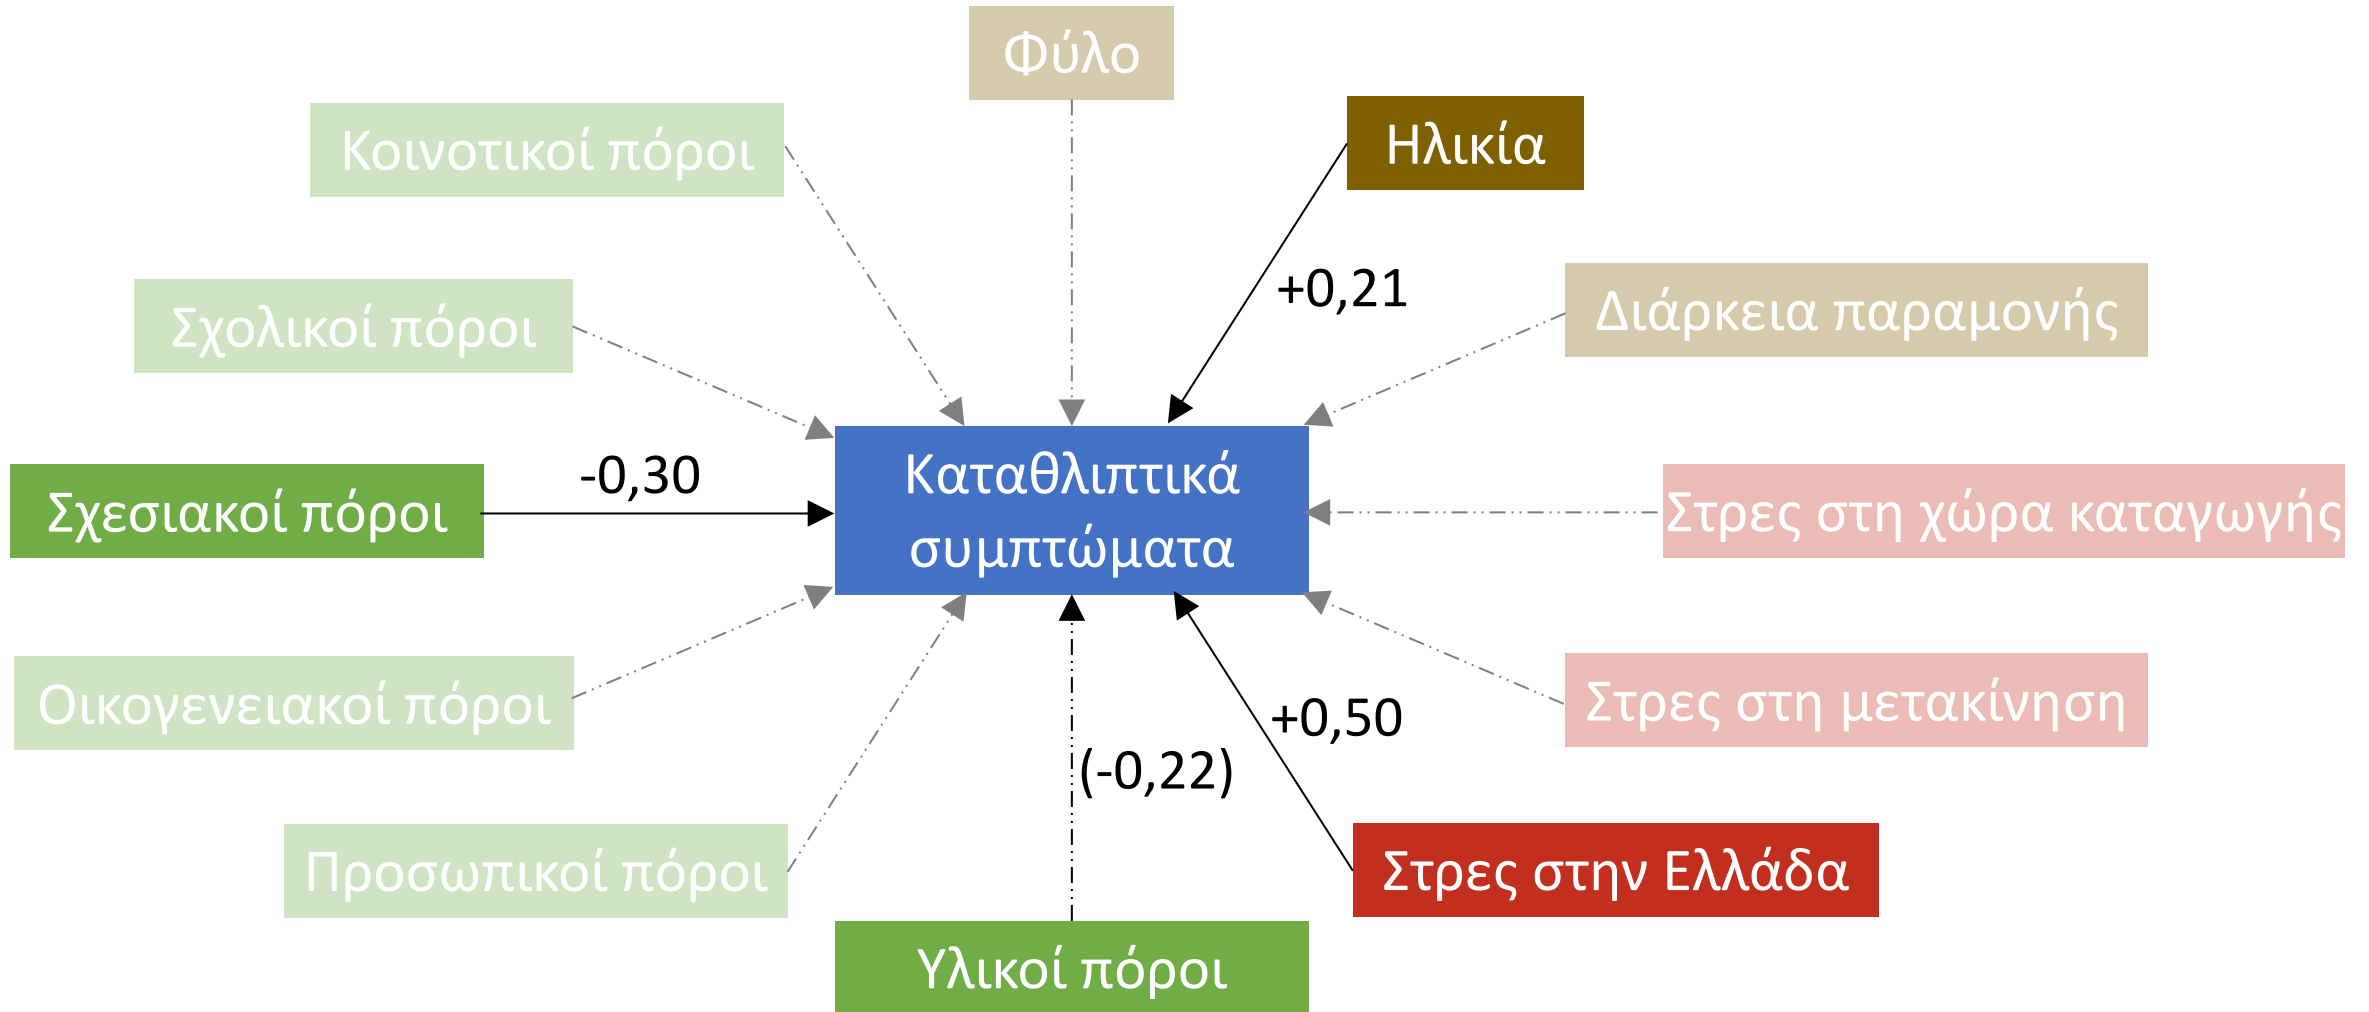 Φύλο
Κοινοτικοί πόροι
Ηλικία
+0,21
Σχολικοί πόροι
Διάρκεια παραμονής
Σχεσιακοί πόροι
-0,30
Καταθλιπτικά
συμπτώματα
Στρες στη χώρα καταγωγής
Οικογενειακοί πόροι
Στρες στη μετακίνηση
+0,50
(-0,22)
Προσωπικοί πόροι
Στρες στην Ελλάδα
Υλικοί πόροι